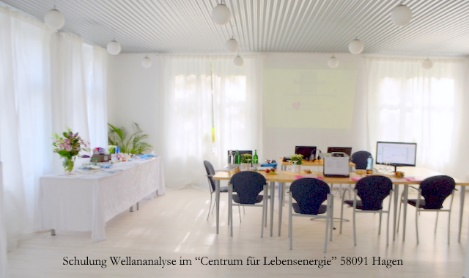 Schulung Wellananalyse im “Centrum für Lebensenergie” 58091 Hagen